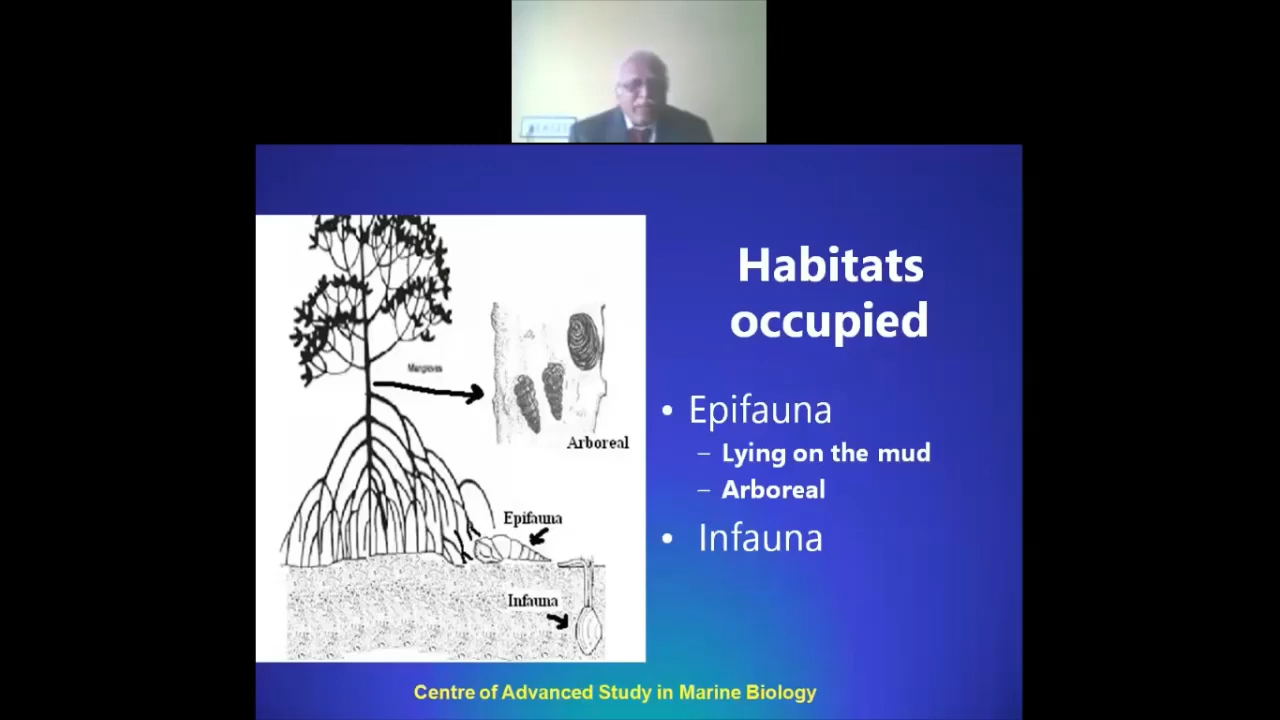 Habitats
occupied
Mangroves
Arboreal
Epifauna
Infauna
• Epifauna
– Lying on the mud
– Arboreal
• Infauna
Centre of Advanced Study in Marine Biology